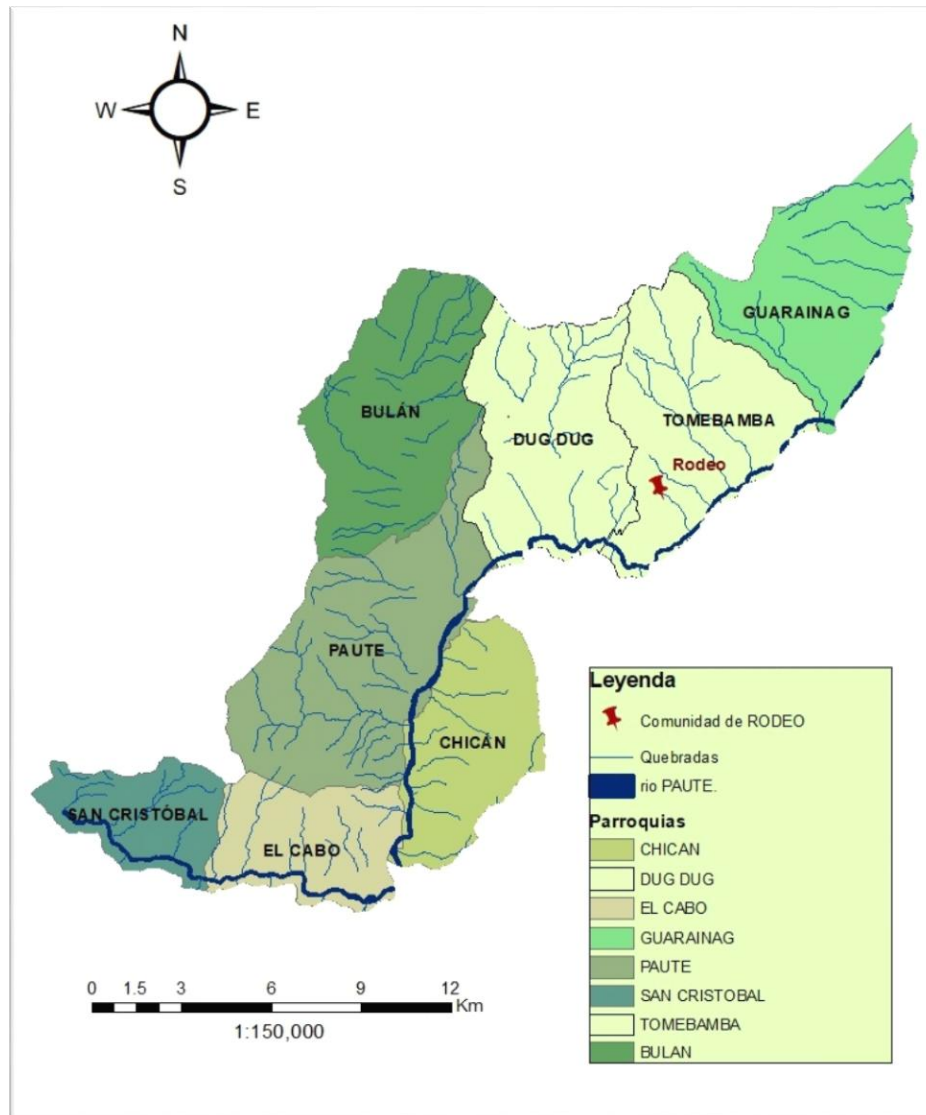 N
W E
S
GUARAINAG
BULÁN
TOMEBAMBA
DUG DUG
Rodeo
PAUTE
CHICÁN
SAN CRISTÓBAL
EL CABO
Leyenda
Comunidad de RODEO
Quebradas
rio PAUTE.
Parroquias
CHICAN
DUG DUG
EL CABO
GUARAINAG
PAUTE
SAN CRISTOBAL
TOMEBAMBA
BULAN
0 1.5 3 6 9 12
Km
1:150,000